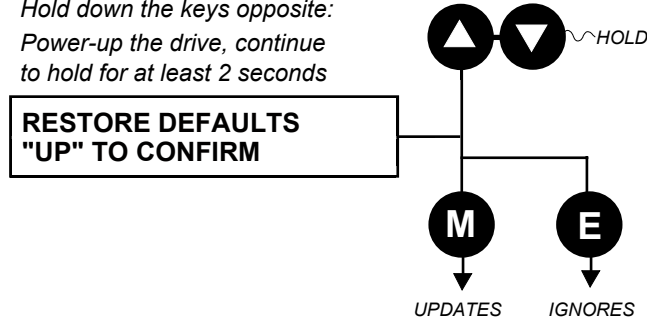 Hold down the keys opposite:
Power-up the drive, continue
to hold for at least 2 seconds
HOLD
RESTORE DEFAULTS
"UP" TO CONFIRM
M
E
UPDATES
IGNORES